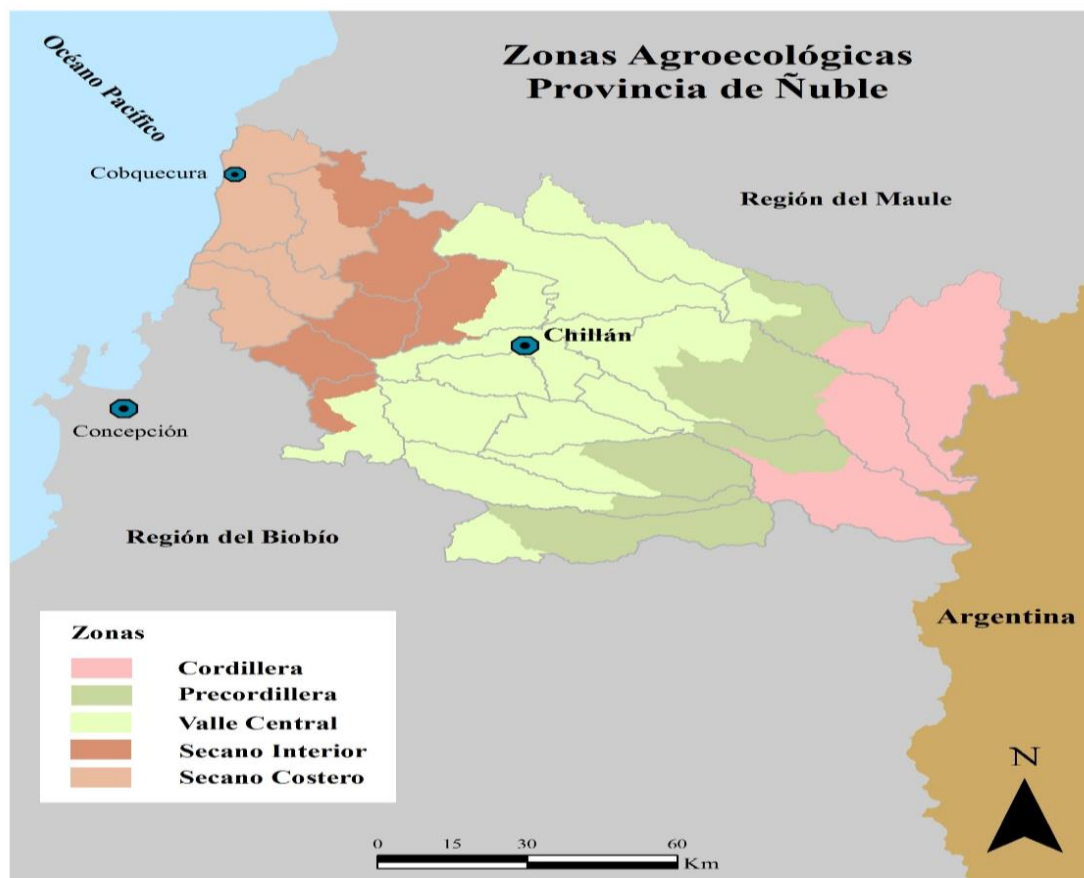 Zonas Agroecológicas
Provincia de Ñuble
Océano Pacífico
Cobquecura
Región del Maule
Chillán
Concepción
Región del Biobío
Argentina
Zonas
Cordillera
Precordillera
Valle Central
Secano Interior
Secano Costero
N
0 15 30 60
Km